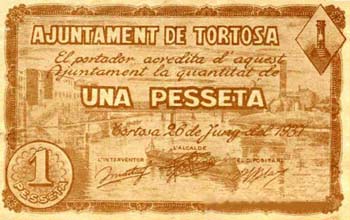 AJUNTAMENT DE TORTOSA
El portador acredita d'aquest
Ajuntament la quantitat de
UNA PESSETA
Tortosa 26 de Juny del 1937
L'ALCALDE
L'INTERVENTOR
EL DIPOSITARI
1
PESSETA